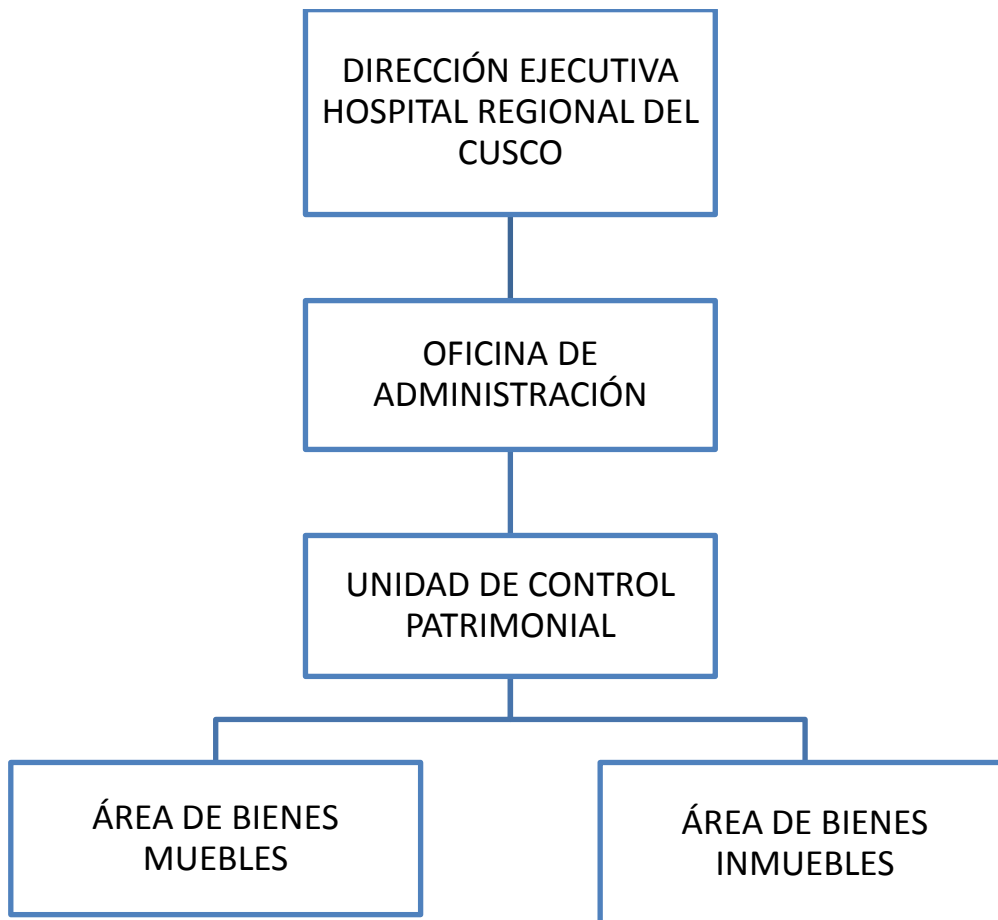 DIRECCIÓN EJECUTIVA
HOSPITAL REGIONAL DEL
CUSCO
OFICINA DE
ADMINISTRACIÓN
UNIDAD DE CONTROL
PATRIMONIAL
ÁREA DE BIENES
MUEBLES
ÁREA DE BIENES
INMUEBLES